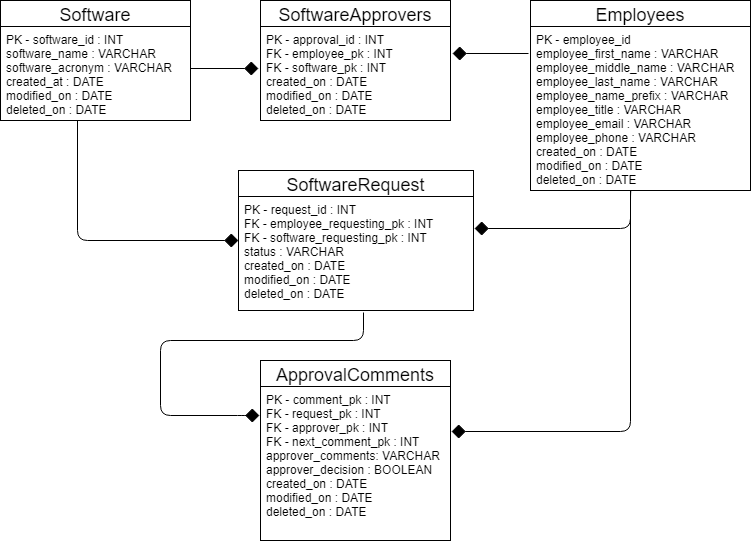 Software
PK - software_id : INT
software_name : VARCHAR
software_acronym : VARCHAR
created_at : DATE
modified_on : DATE
deleted_on : DATE
SoftwareApprovers
PK - approval_id : INT
FK - employee_pk : INT
FK - software_pk : INT
created_on : DATE
modified_on : DATE
deleted_on : DATE
Employees
PK - employee_id
employee_first_name : VARCHAR
employee_middle_name : VARCHAR
employee_last_name : VARCHAR
employee_name_prefix : VARCHAR
employee_title : VARCHAR
employee_email : VARCHAR
employee_phone : VARCHAR
created_on : DATE
modified_on : DATE
deleted_on : DATE
SoftwareRequest
PK - request_id : INT
FK - employee_requesting_pk : INT
FK - software_requesting_pk : INT
status : VARCHAR
created_on : DATE
modified_on : DATE
deleted_on : DATE
ApprovalComments
PK - comment_pk : INT
FK - request_pk : INT
FK - approver_pk : INT
FK - next_comment_pk : INT
approver_comments: VARCHAR
approver_decision : BOOLEAN
created_on : DATE
modified_on : DATE
deleted_on : DATE